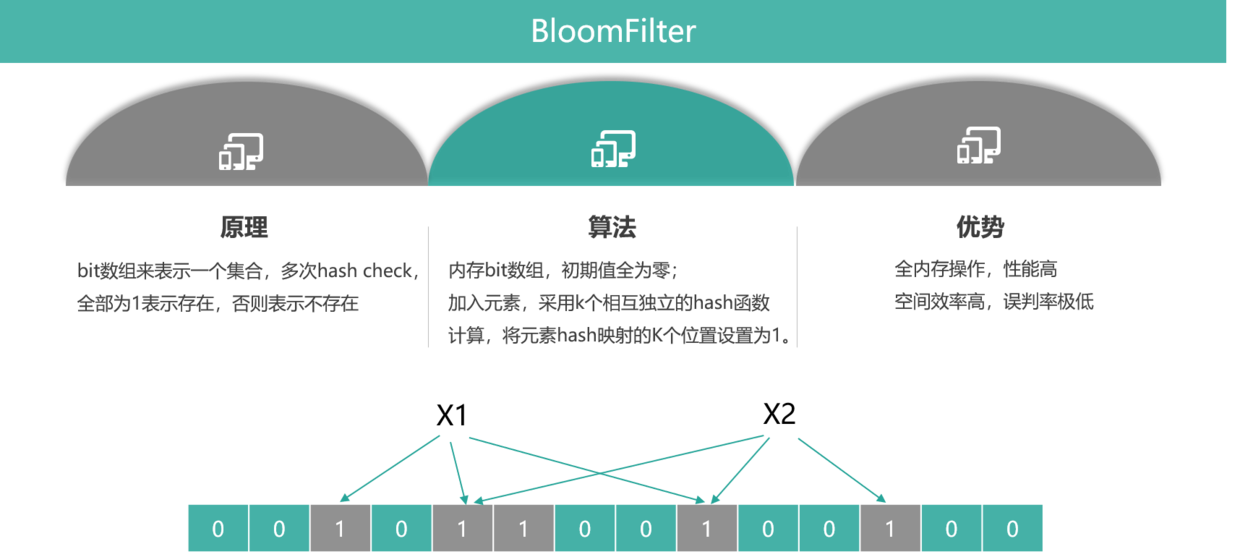 BloomFilter
原理
bit数组来表示一个集合，多次hash check，
全部为1表示存在，否则表示不存在
算法
内存bit数组，初期值全为零；
加入元素，采用k个相互独立的hash函数
计算，将元素hash映射的K个位置设置为1。
优势
全内存操作，性能高
空间效率高，误判率极低
X1 X2
0 0 1 0 1 1 0 0 1 0 0 1 0 0